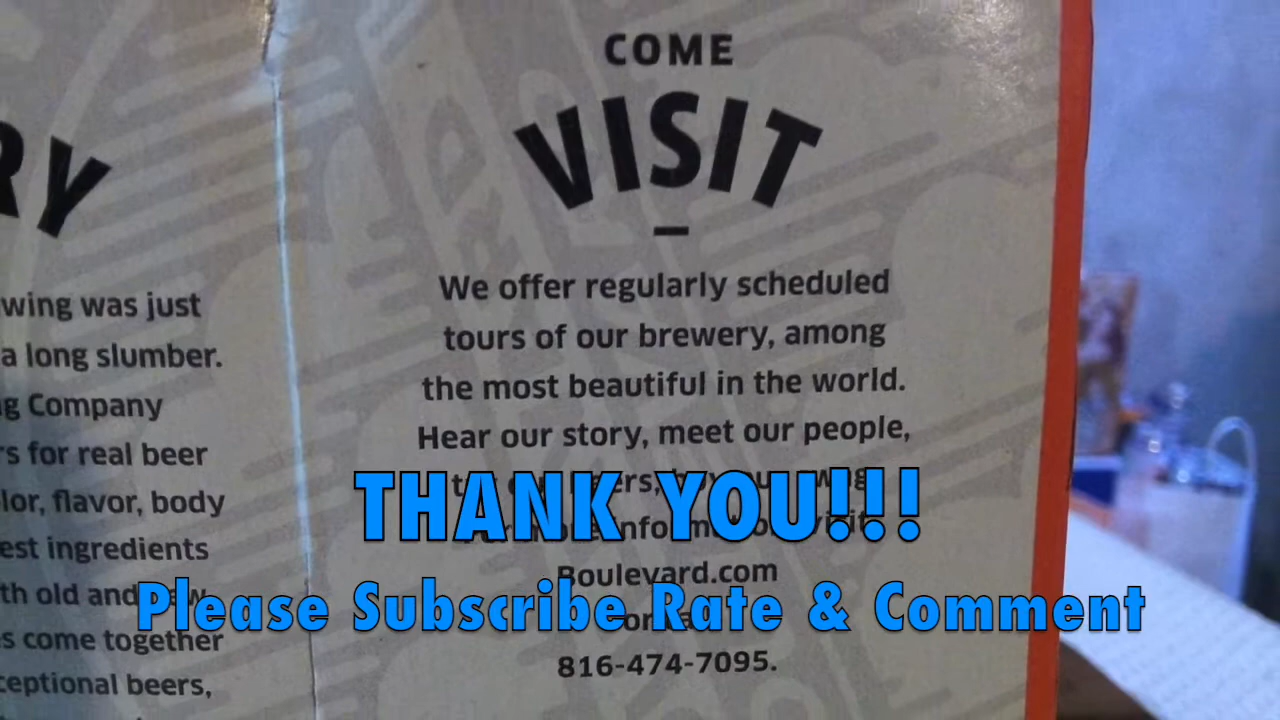 RY
wing was just
a long slumber.
g Company
s for real beer
lor, flavor, body
est ingredients
th old and
s come together
ceptional beers,
COME
VISIT
We offer regularly scheduled
tours of our brewery, among
the most beautiful in the world.
Hear our story, meet our people,
THANK YOU!!!
Boulevard.com
Please Subscribe Rate & Comment
816-474-7095.